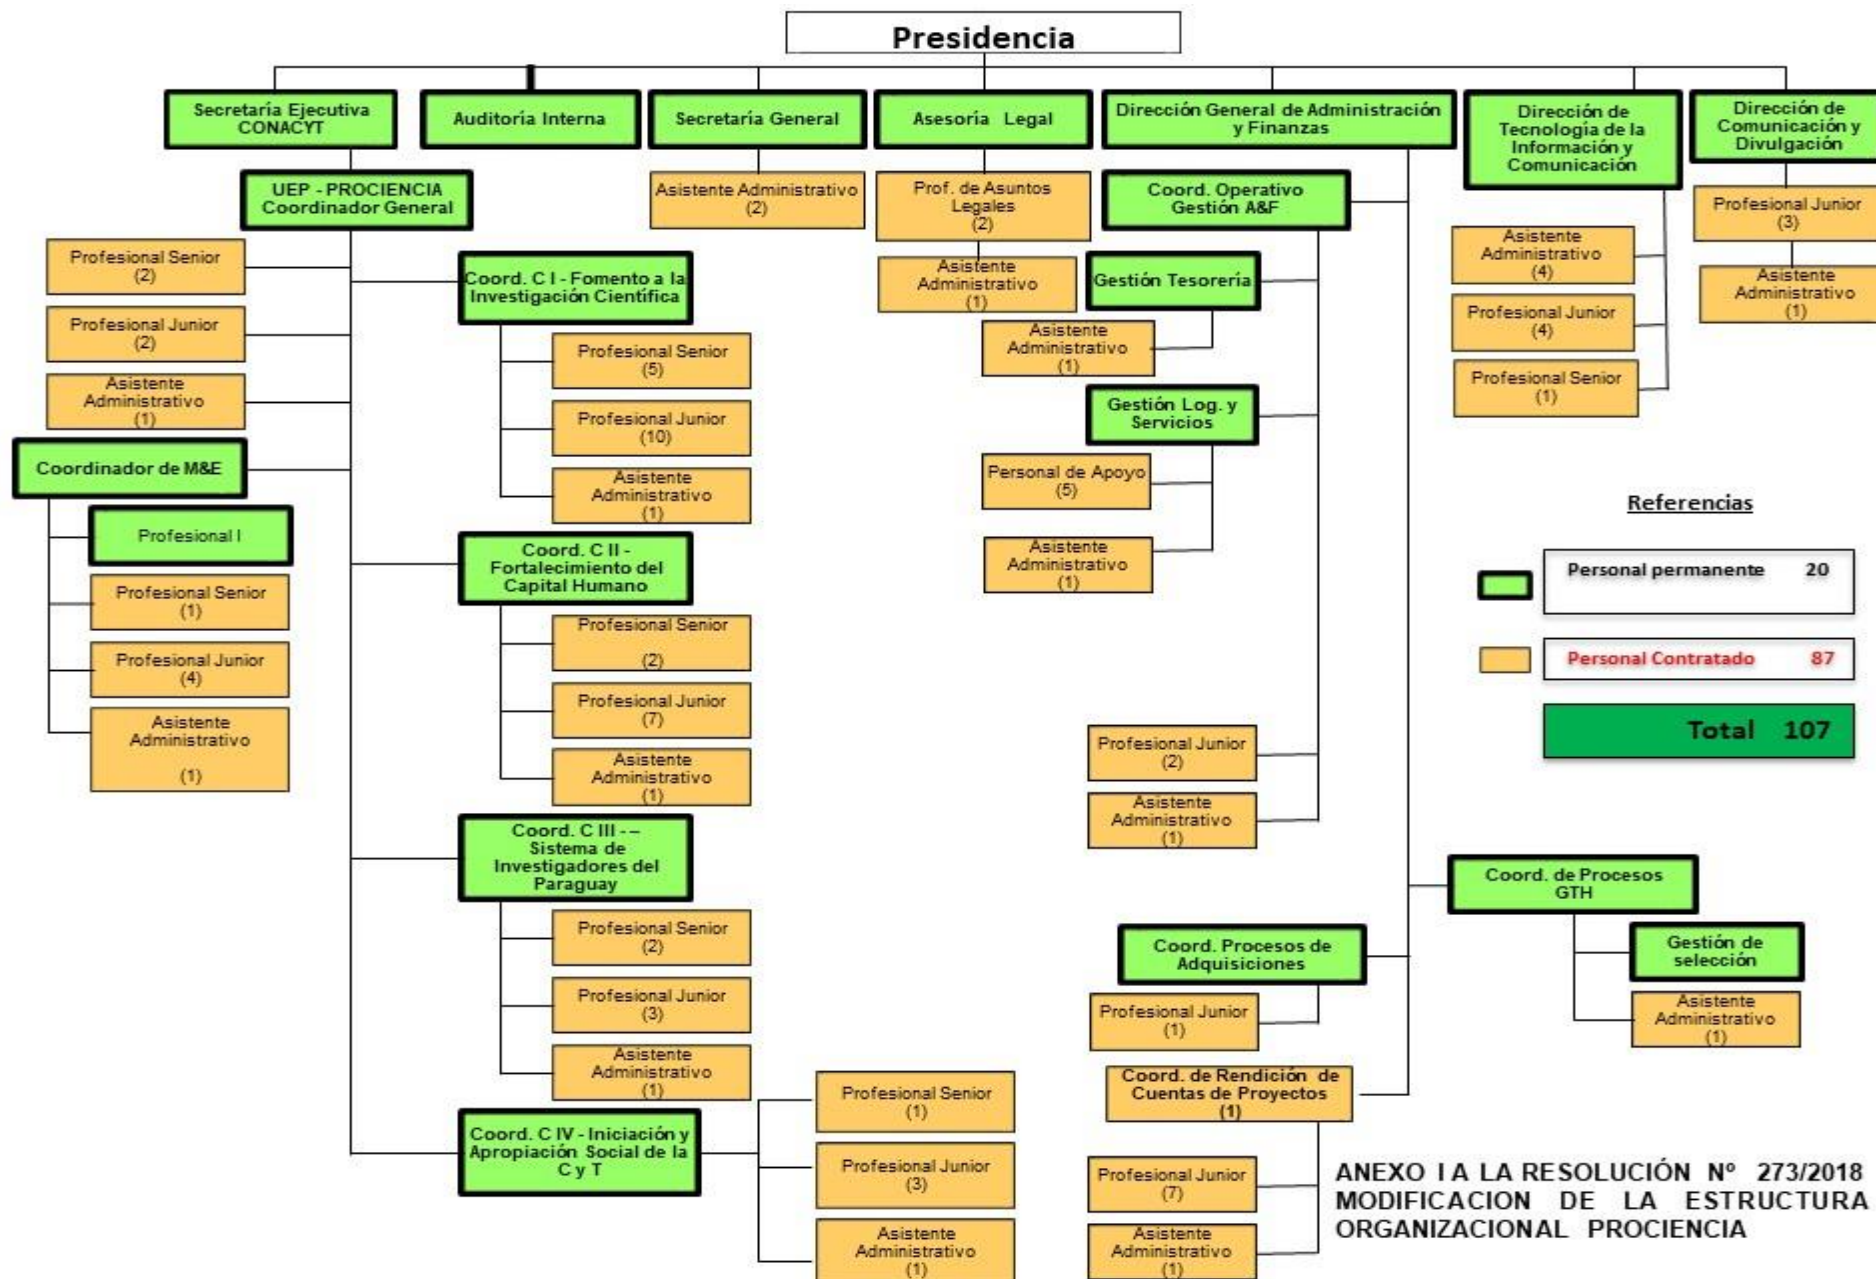 Presidencia
Secretaría Ejecutiva
CONACYT
Auditoría Interna
Secretaría General
Asesoría Legal
Dirección General de Administración
y Finanzas
Dirección de
Tecnología de la
Información y
Comunicación
Dirección de
Comunicación y
Divulgación
UEP - PROCIENCIA
Coordinador General
Profesional Senior
(2)
Profesional Junior
(2)
Asistente
Administrativo
(1)
Coordinador de M&E
Profesional I
Profesional Senior
(1)
Profesional Junior
(4)
Asistente
Administrativo
(1)
Coord. C I - Fomento a la
Investigación Científica
Profesional Senior
(5)
Profesional Junior
(10)
Asistente
Administrativo
(1)
Coord. C II -
Fortalecimiento del
Capital Humano
Profesional Senior
(2)
Profesional Junior
(7)
Asistente
Administrativo
(1)
Coord. C III - –
Sistema de
Investigadores del
Paraguay
Profesional Senior
(2)
Profesional Junior
(3)
Asistente
Administrativo
(1)
Coord. C IV - Iniciación y
Apropiación Social de la
C y T
Profesional Senior
(1)
Profesional Junior
(3)
Asistente
Administrativo
(1)
Asistente Administrativo
(2)
Prof. de Asuntos
Legales
(2)
Asistente
Administrativo
(1)
Coord. Operativo
Gestión A&F
Gestión Tesorería
Asistente
Administrativo
(1)
Gestión Log. y
Servicios
Personal de Apoyo
(5)
Asistente
Administrativo
(1)
Profesional Junior
(2)
Asistente
Administrativo
(1)
Coord. Procesos de
Adquisiciones
Profesional Junior
(1)
Coord. de Rendición de
Cuentas de Proyectos
(1)
Profesional Junior
(7)
Asistente
Administrativo
(1)
Coord. de Procesos
GTH
Gestión de
selección
Asistente
Administrativo
(1)
Asistente
Administrativo
(4)
Profesional Junior
(4)
Profesional Senior
(1)
Profesional Junior
(3)
Asistente
Administrativo
(1)
Referencias
Personal permanente 20
Personal Contratado 87
Total 107
ANEXO I A LA RESOLUCIÓN Nº 273/2018
MODIFICACION DE LA ESTRUCTURA
ORGANIZACIONAL PROCIENCIA